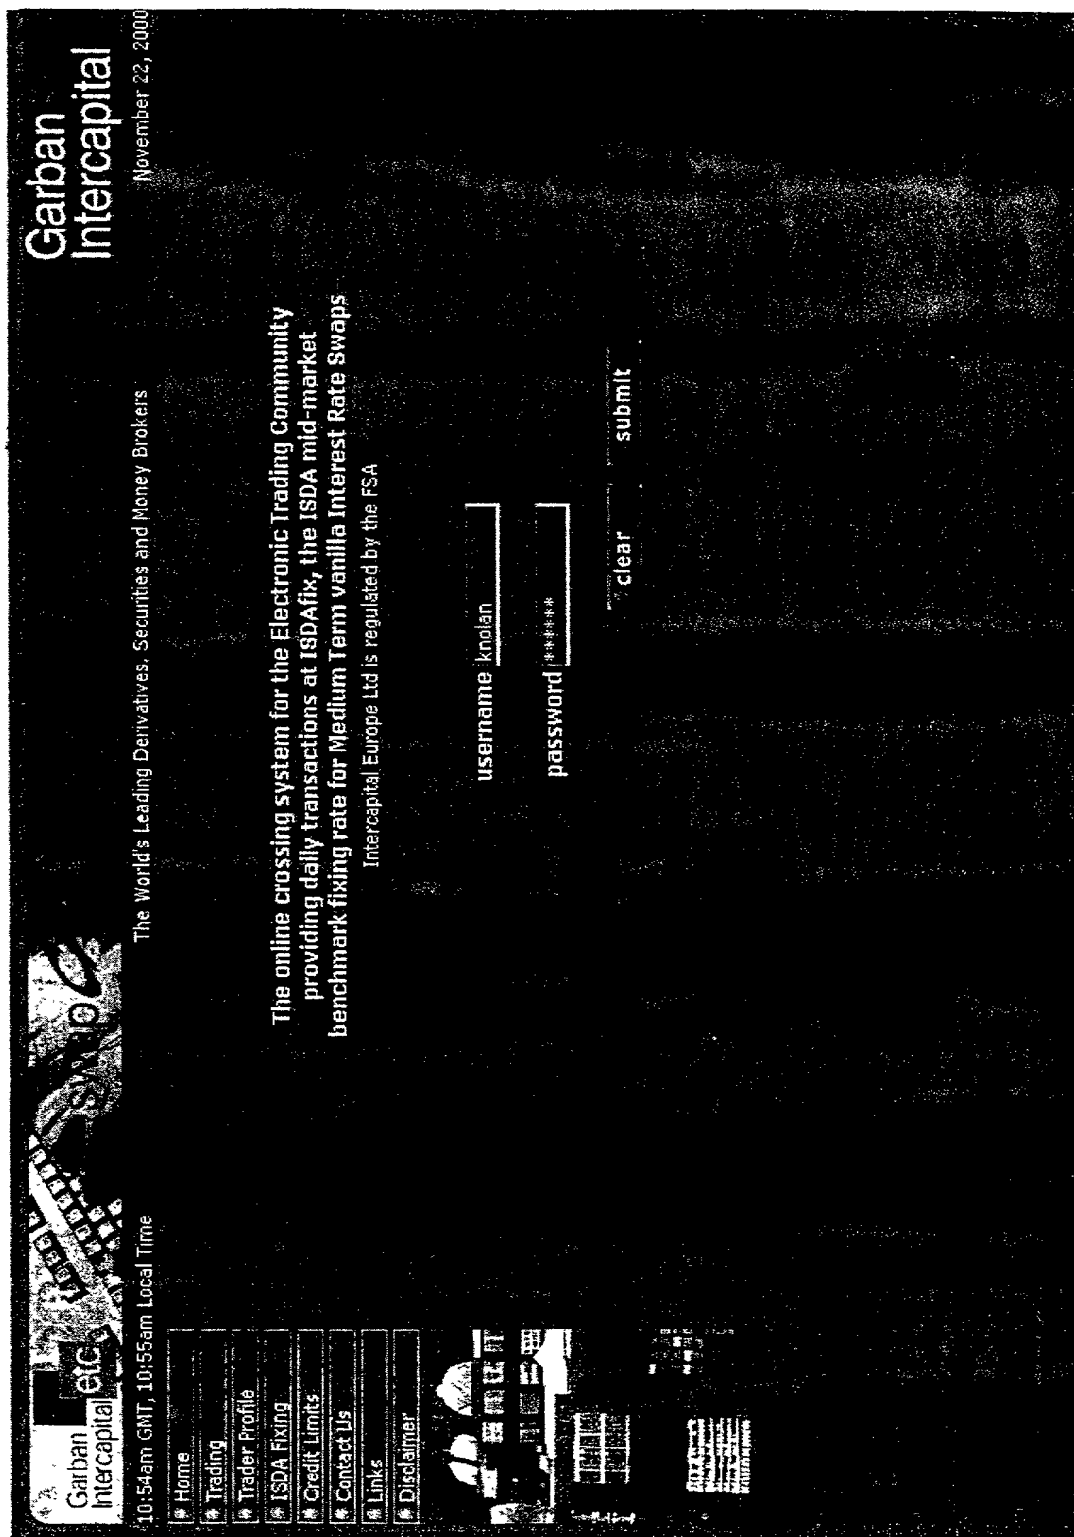 Garban
Intercapital
etc
Garban
Intercapital
10:54am GMT, 10:55am Local Time
The World's Leading Derivatives, Securities and Money Brokers
November 22, 2000
Home
Trading
Trader Profile
ISDA Fixing
Credit Limits
Contact Us
Links
Disclaimer
The online crossing system for the Electronic Trading Community
providing daily transactions at ISDAfix, the ISDA mid-market
benchmark fixing rate for Medium Term vanilla Interest Rate Swaps
Intercapital Europe Ltd is regulated by the FSA
username knolan
password ******
clear submit